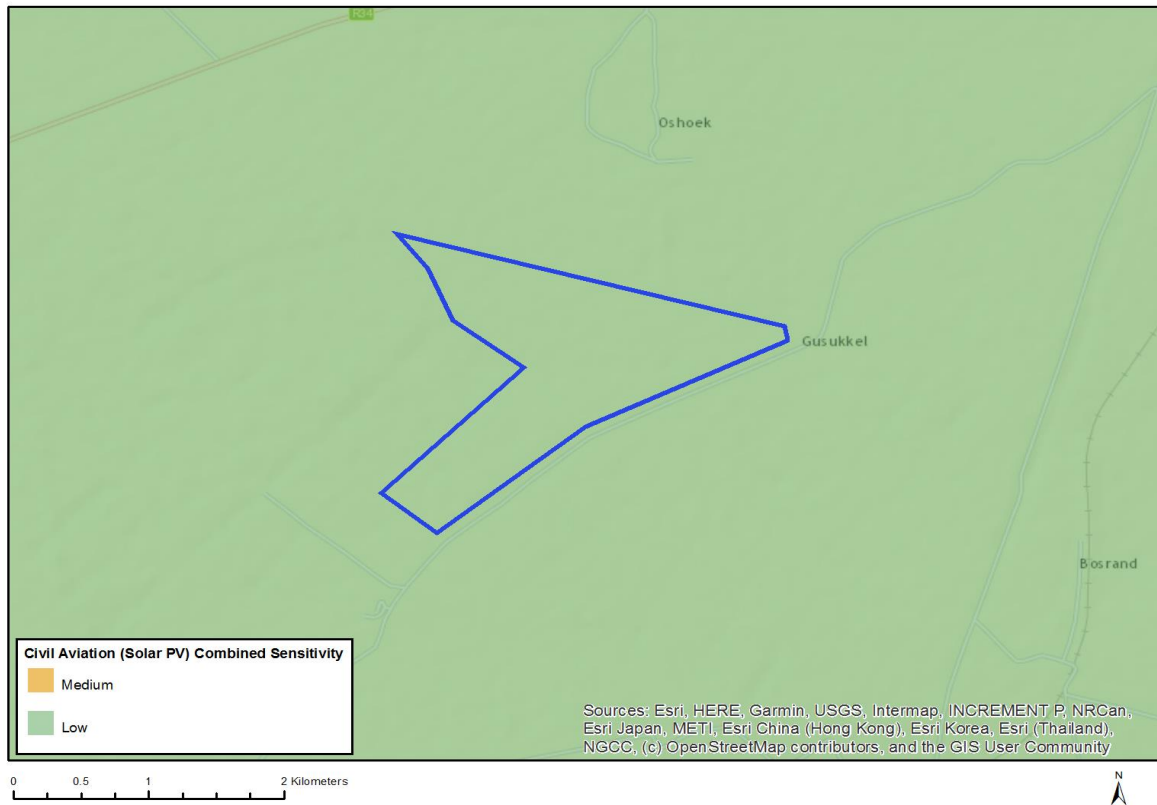 R34
Oshoek
Gusukkel
Bosrand
Civil Aviation (Solar PV) Combined Sensitivity
Medium
Low
Sources: Esri, HERE, Garmin, USGS, Intermap, INCREMENT P, NRCan,
Esri Japan, METI, Esri China (Hong Kong), Esri Korea, Esri (Thailand),
NGCC, (c) OpenStreetMap contributors, and the GIS User Community
0 0.5 1 2 Kilometers
N